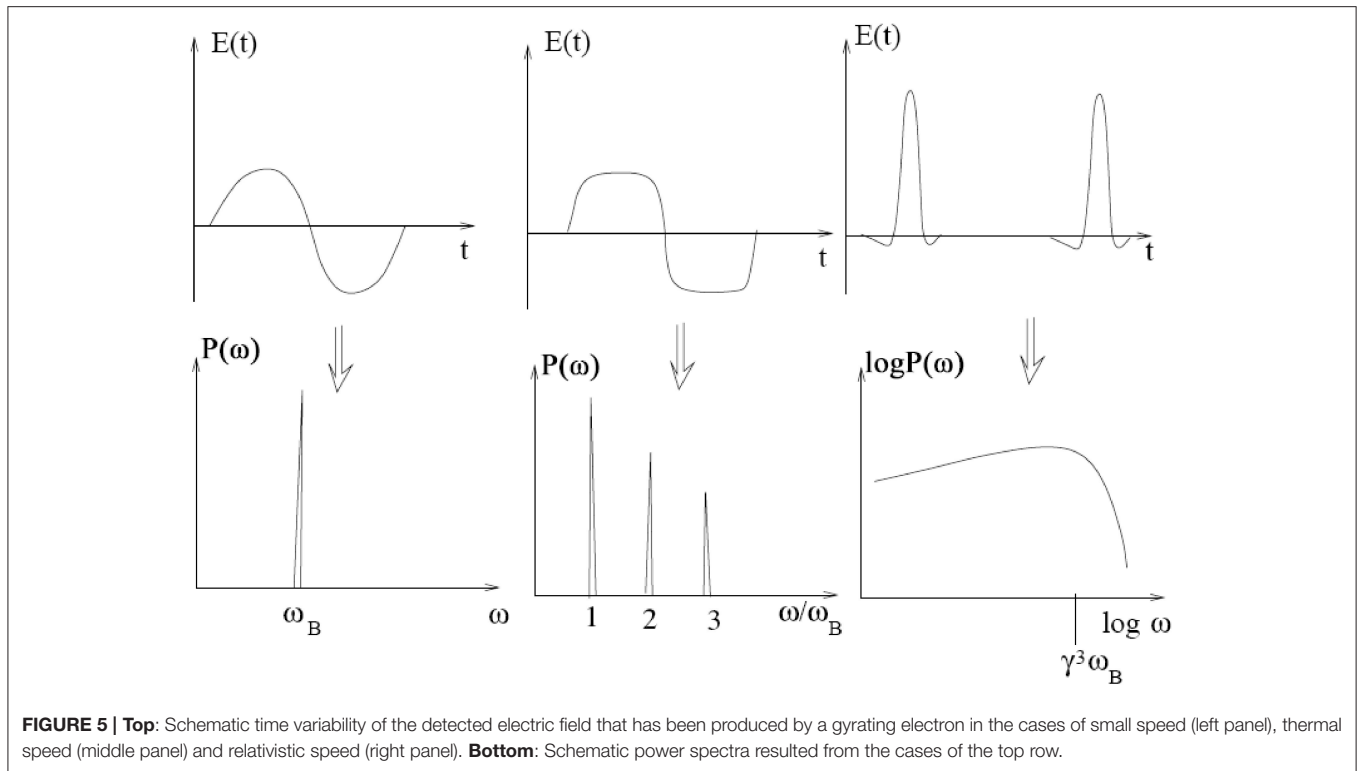 E(t)
t
E(t)
t
E(t)
t
P(ω)
ω_B
ω
P(ω)
1 2 3 ω/ω_B
logP(ω)
log ω
γ³ω_B
FIGURE 5 | Top: Schematic time variability of the detected electric field that has been produced by a gyrating electron in the cases of small speed (left panel), thermal
speed (middle panel) and relativistic speed (right panel). Bottom: Schematic power spectra resulted from the cases of the top row.